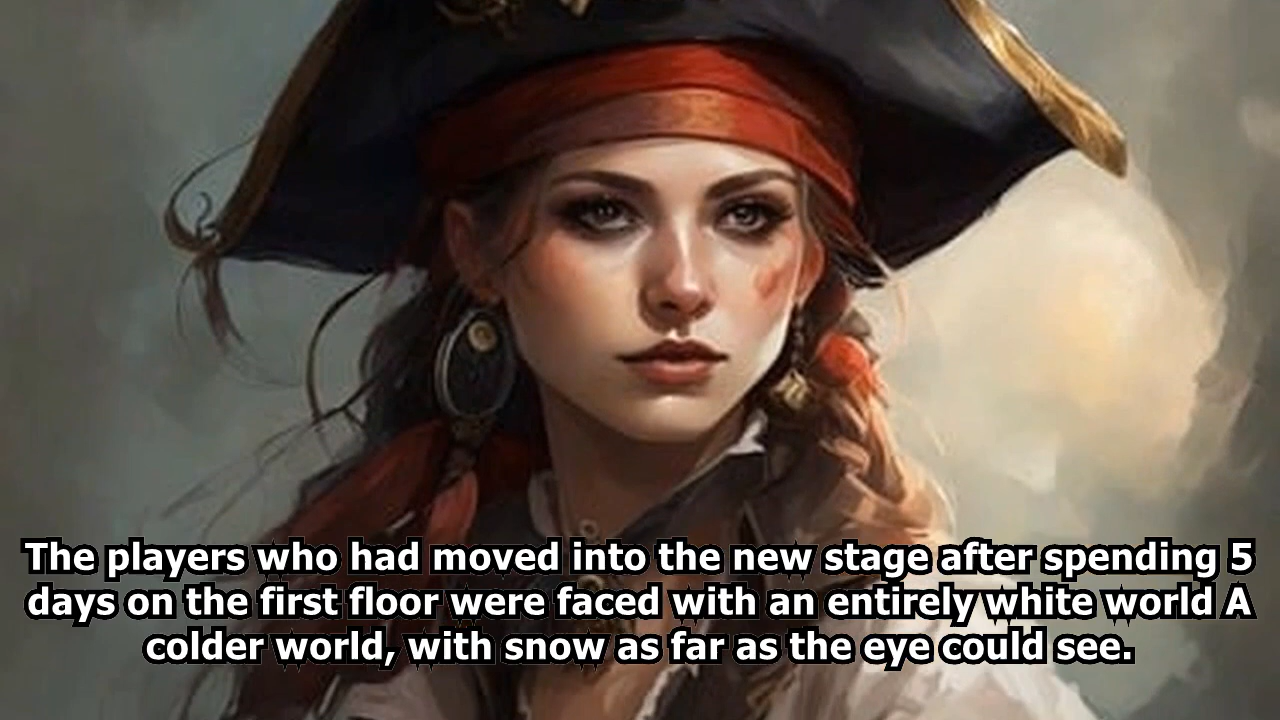 The players who had moved into the new stage after spending 5
days on the first floor were faced with an entirely white world A
colder world, with snow as far as the eye could see.